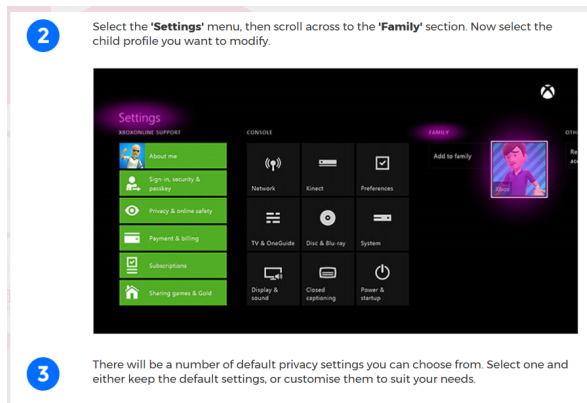 2
Select the 'Settings' menu, then scroll across to the 'Family' section. Now select the
child profile you want to modify.
Settings
XBOXONLINE SUPPORT
CONSOLE
FAMILY
OTH
About me
Sign-in, security &
passkey
Privacy & online safety
Payment & billing
Subscriptions
Sharing games & Gold
Network
Kinect
Preferences
TV & OneGuide
Disc & Blu-ray
System
Display &
sound
Closed
captioning
Power &
startup
Add to family
Xbox
Re
acc
3
There will be a number of default privacy settings you can choose from. Select one and
either keep the default settings, or customise them to suit your needs.